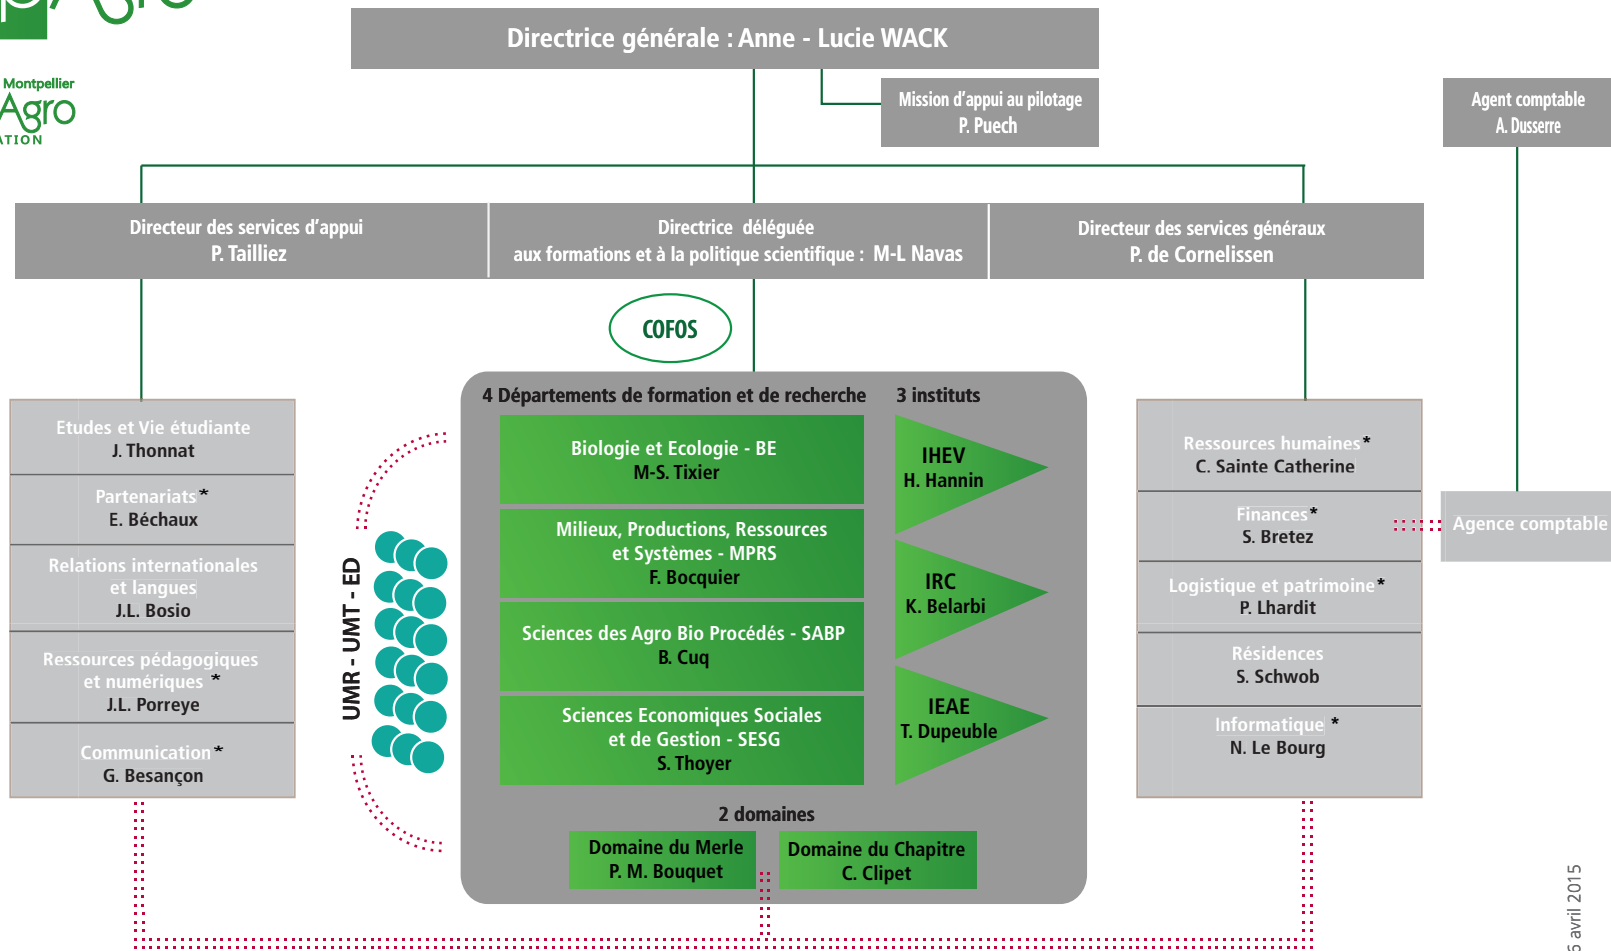 Directrice générale : Anne - Lucie WACK
Montpellier
Agro
Mission d'appui au pilotage
P. Puech
Agent comptable
A. Dusserre
Directeur des services d'appui
P. Tailliez
Directrice déléguée
aux formations et à la politique scientifique : M-L Navas
Directeur des services généraux
P. de Cornelissen
COFOS
Etudes et Vie étudiante
J. Thonnat
Partenariats*
E. Béchaux
Relations internationales
et langues
J.L. Bosio
Ressources pédagogiques
et numériques *
J.L. Porreye
Communication*
G. Besançon
UMR - UMT - ED
4 Départements de formation et de recherche
Biologie et Ecologie - BE
M-S. Tixier
Milieux, Productions, Ressources
et Systèmes - MPRS
F. Bocquier
Sciences des Agro Bio Procédés - SABP
B. Cuq
Sciences Economiques Sociales
et de Gestion - SESG
S. Thoyer
3 instituts
IHEV
H. Hannin
IRC
K. Belarbi
IEAE
T. Dupeuble
2 domaines
Domaine du Merle
P. M. Bouquet
Domaine du Chapitre
C. Clipet
Ressources humaines*
C. Sainte Catherine
Finances*
S. Bretez
Logistique et patrimoine*
P. Lhardit
Résidences
S. Schwob
Informatique *
N. Le Bourg
Agence comptable
6 avril 2015